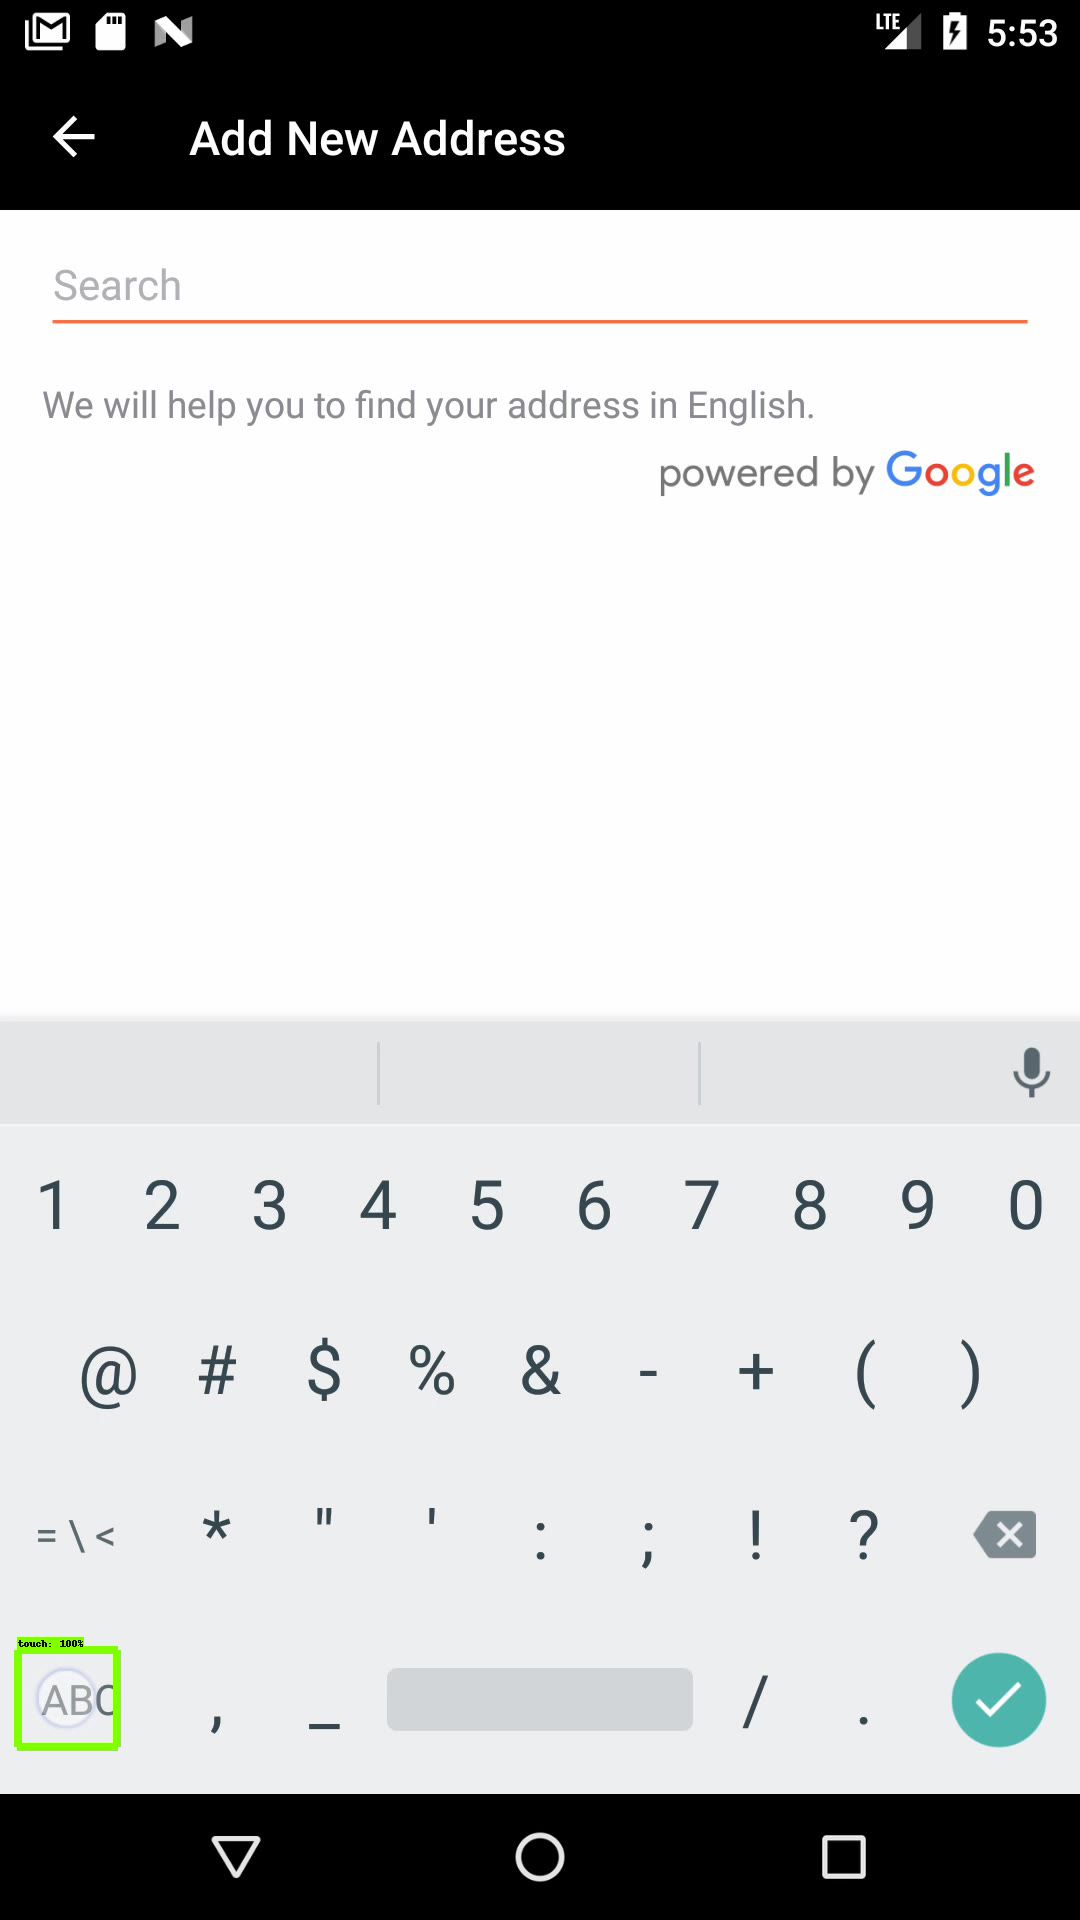 LTE 5:53
Add New Address
Search
We will help you to find your address in English.
powered by Google
1 2 3 4 5 6 7 8 9 0
@ # $ % & - + ( )
= \ < * " ' : ; ! ?
touch: 100%
ABC , _ / .